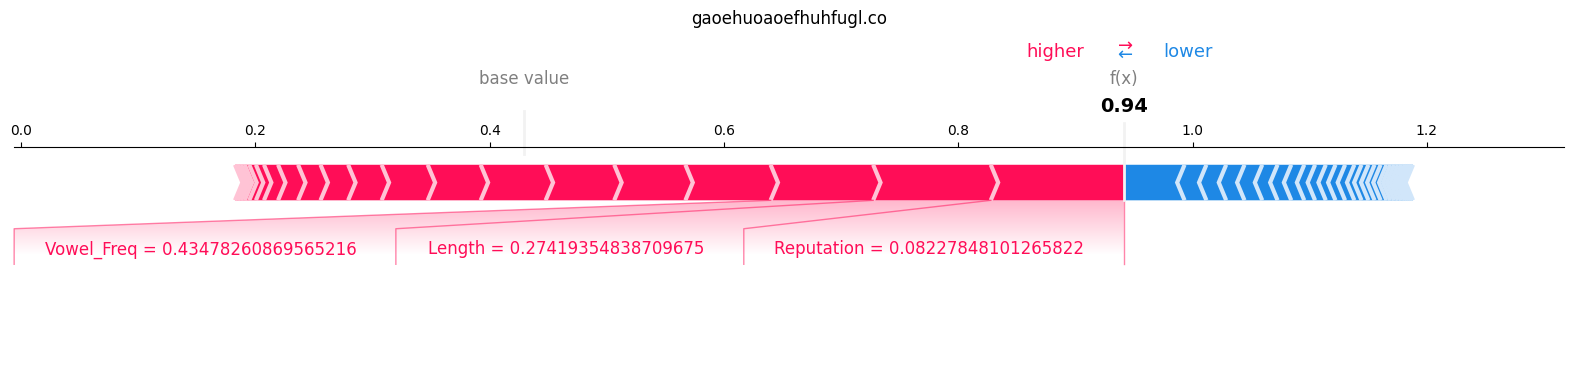 gaoehuoaoefhuhfugl.co
higher ⇄ lower
base value f(x)
0.94
0.0 0.2 0.4 0.6 0.8 1.0 1.2
Vowel_Freq = 0.43478260869565216 Length = 0.27419354838709675 Reputation = 0.08227848101265822